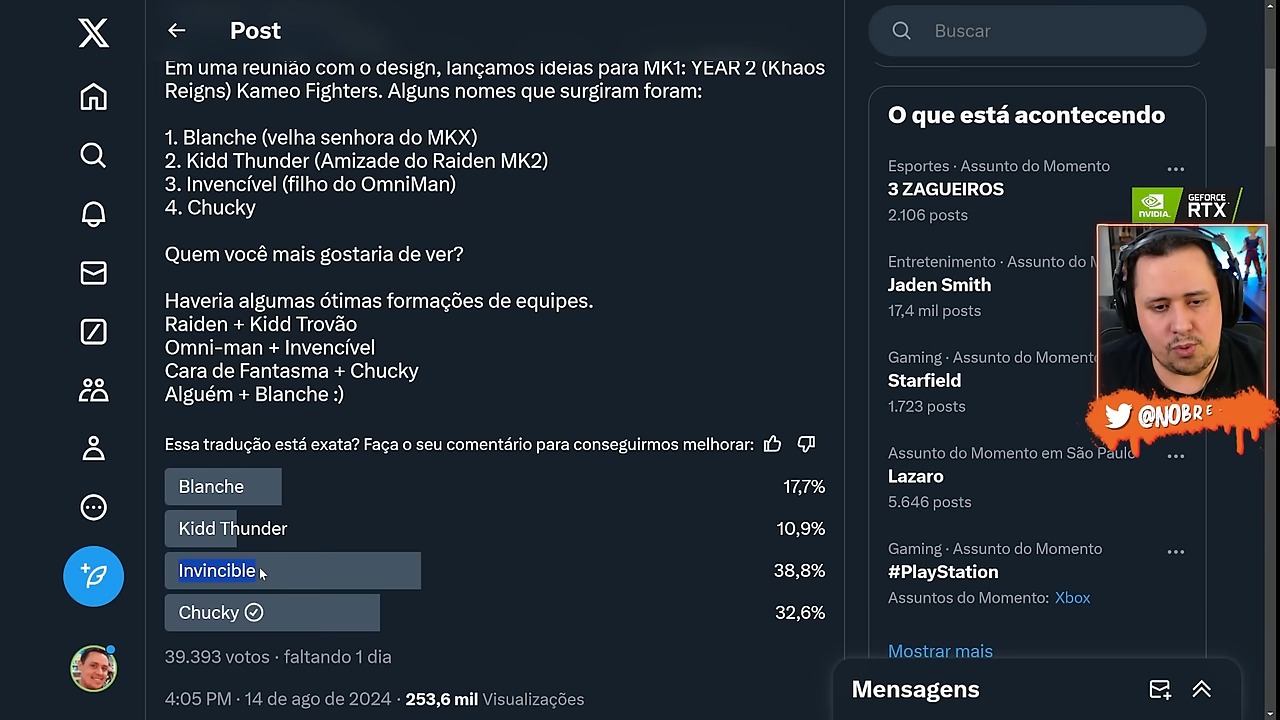 Post
Em uma reunião com o design, lançamos ideias para MK1: YEAR 2 (Khaos
Reigns) Kameo Fighters. Alguns nomes que surgiram foram:
1. Blanche (velha senhora do MKX)
2. Kidd Thunder (Amizade do Raiden MK2)
3. Invencível (filho do OmniMan)
4. Chucky
Quem você mais gostaria de ver?
Haveria algumas ótimas formações de equipes.
Raiden + Kidd Trovão
Omni-man + Invencível
Cara de Fantasma + Chucky
Alguém + Blanche :)
Essa tradução está exata? Faça o seu comentário para conseguirmos melhorar:
Blanche 17,7%
Kidd Thunder 10,9%
Invincible 38,8%
Chucky 32,6%
39.393 votos · faltando 1 dia
4:05 PM · 14 de ago de 2024 · 253,6 mil Visualizações
Buscar
O que está acontecendo
Esportes · Assunto do Momento
3 ZAGUEIROS
2.106 posts
Entretenimento · Assunto do M
Jaden Smith
17,4 mil posts
Gaming · Assunto do Momento
Starfield
1.723 posts
Assunto do Momento em São Paulo
Lazaro
5.646 posts
Gaming · Assunto do Momento
#PlayStation
Assuntos do Momento: Xbox
Mostrar mais
Mensagens
NVIDIA.
GEFORCE
RTX
@NOBRE